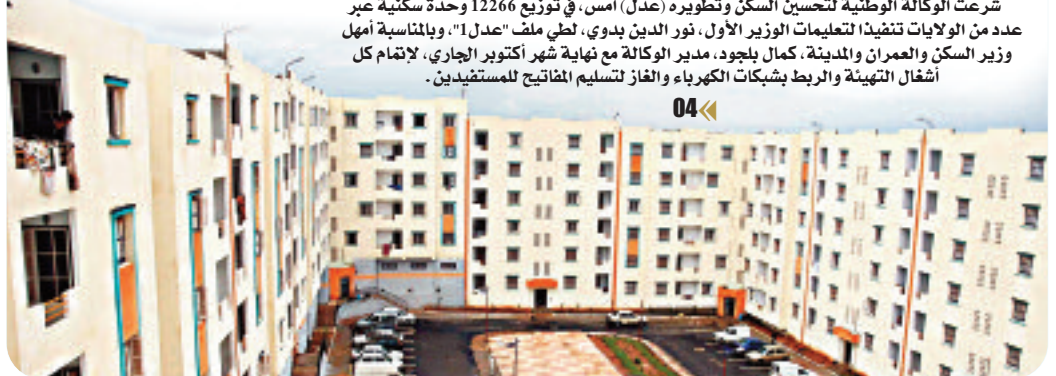 شرعت الوكالة الوطنية لتحسين السكن وتطويره (عدل) أمس، في توزيع 12266 وحدة سكنية عبر
عدد من الولايات تنفيذا لتعليمات الوزير الأول، نور الدين بدوي، لطي ملف "عدل1"، وبالمناسبة أمهل
وزير السكن والعمران والمدينة، كمال بلجود، مدير الوكالة مع نهاية شهر أكتوبر الجاري، لإتمام كل
أشغال التهيئة والربط بشبكات الكهرباء والغاز لتسليم المفاتيح للمستفيدين.
04